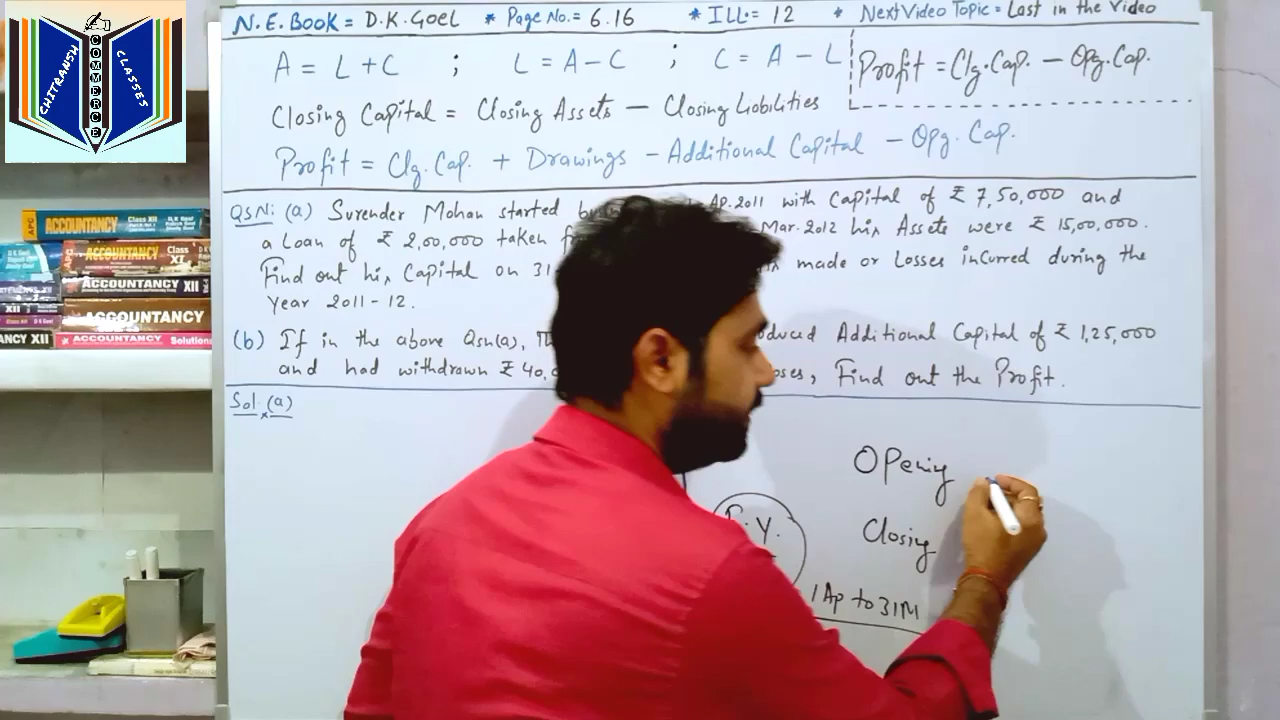 N.E. BOOK = D.K. Goel * Page No. = 6.16 * ILL. = 12 * Next Video Topic = Last in the Video
A = L + C ; L = A - C ; C = A - L
Profit = Clg. Cap. - Opg. Cap.
Closing Capital = Closing Assets - Closing Liabilities
Profit = Clg. Cap. + Drawings - Additional Capital - Opg. Cap.
QSN: (a) Surender Mohan started Ap. 2011 with Capital of ₹ 7,50,000 and
a Loan of ₹ 2,00,000 taken Mar. 2012 his Assets were ₹ 15,00,000.
Find out his Capital on 31 made or Losses incurred during the
Year 2011-12.
(b) If in the above Qsn(a), Additional Capital of ₹ 1,25,000
and had withdrawn ₹ 40, Find out the Profit.
Sol. (a)
Opening
Closing
1 Ap to 31M
CHITRANSH
COMMERCE
CLASSES
ACCOUNTANCY Class XII
ACCOUNTANCY Class XI
ACCOUNTANCY XII
ACCOUNTANCY
ANCY XII ACCOUNTANCY Solutions